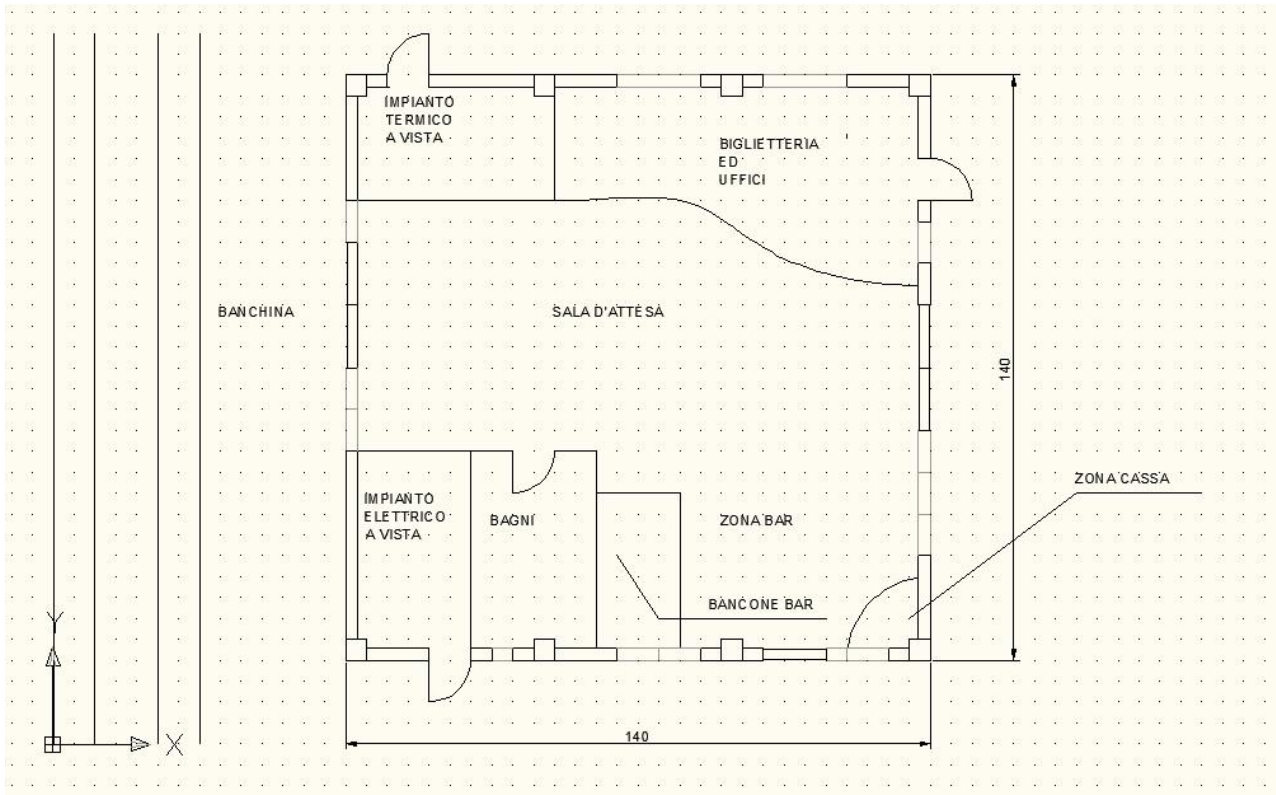 IMPIANTO
TERMICO
A VISTA
BIGLIETTERIA
ED
UFFICI
BANCHINA
SALA D'ATTESA
140
ZONA CASSA
IMPIANTO
ELETTRICO
A VISTA
BAGNI
ZONA BAR
BANCONE BAR
Y
X
140